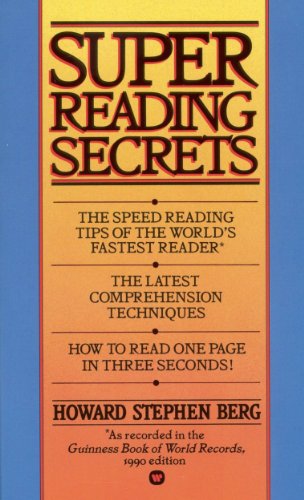 SUPER
READING
SECRETS
• THE SPEED READING
TIPS OF THE WORLD'S
FASTEST READER*
• THE LATEST
COMPREHENSION
TECHNIQUES
• HOW TO READ ONE PAGE
IN THREE SECONDS!
• HOWARD STEPHEN BERG
*As recorded in the
Guinness Book of World Records,
1990 edition